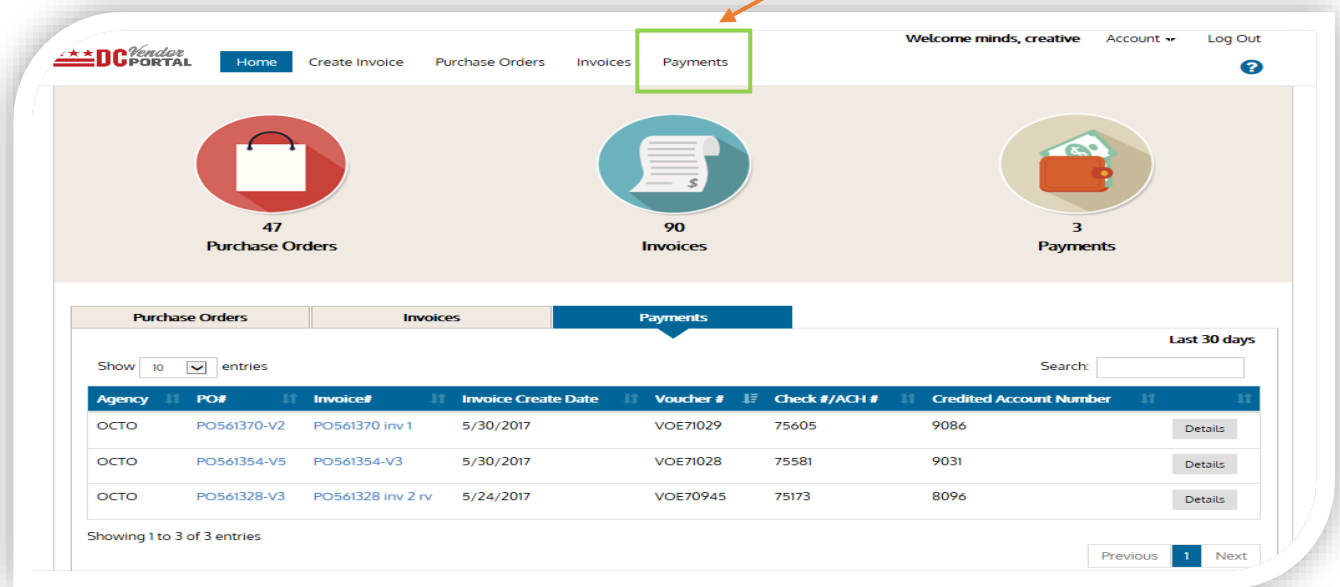 Welcome minds, creative Account Log Out
DC Vendor PORTAL Home Create Invoice Purchase Orders Invoices Payments
?
$
47 90 3
Purchase Orders Invoices Payments
Purchase Orders Invoices Payments
Last 30 days
Show 10 entries Search:
Agency PO# Invoice# Invoice Create Date Voucher # Check #/ACH # Credited Account Number
OCTO PO561370-V2 PO561370 inv 1 5/30/2017 VOE71029 75605 9086 Details
OCTO PO561354-V5 PO561354-V3 5/30/2017 VOE71028 75581 9031 Details
OCTO PO561328-V3 PO561328 inv 2 rv 5/24/2017 VOE70945 75173 8096 Details
Showing 1 to 3 of 3 entries
Previous 1 Next